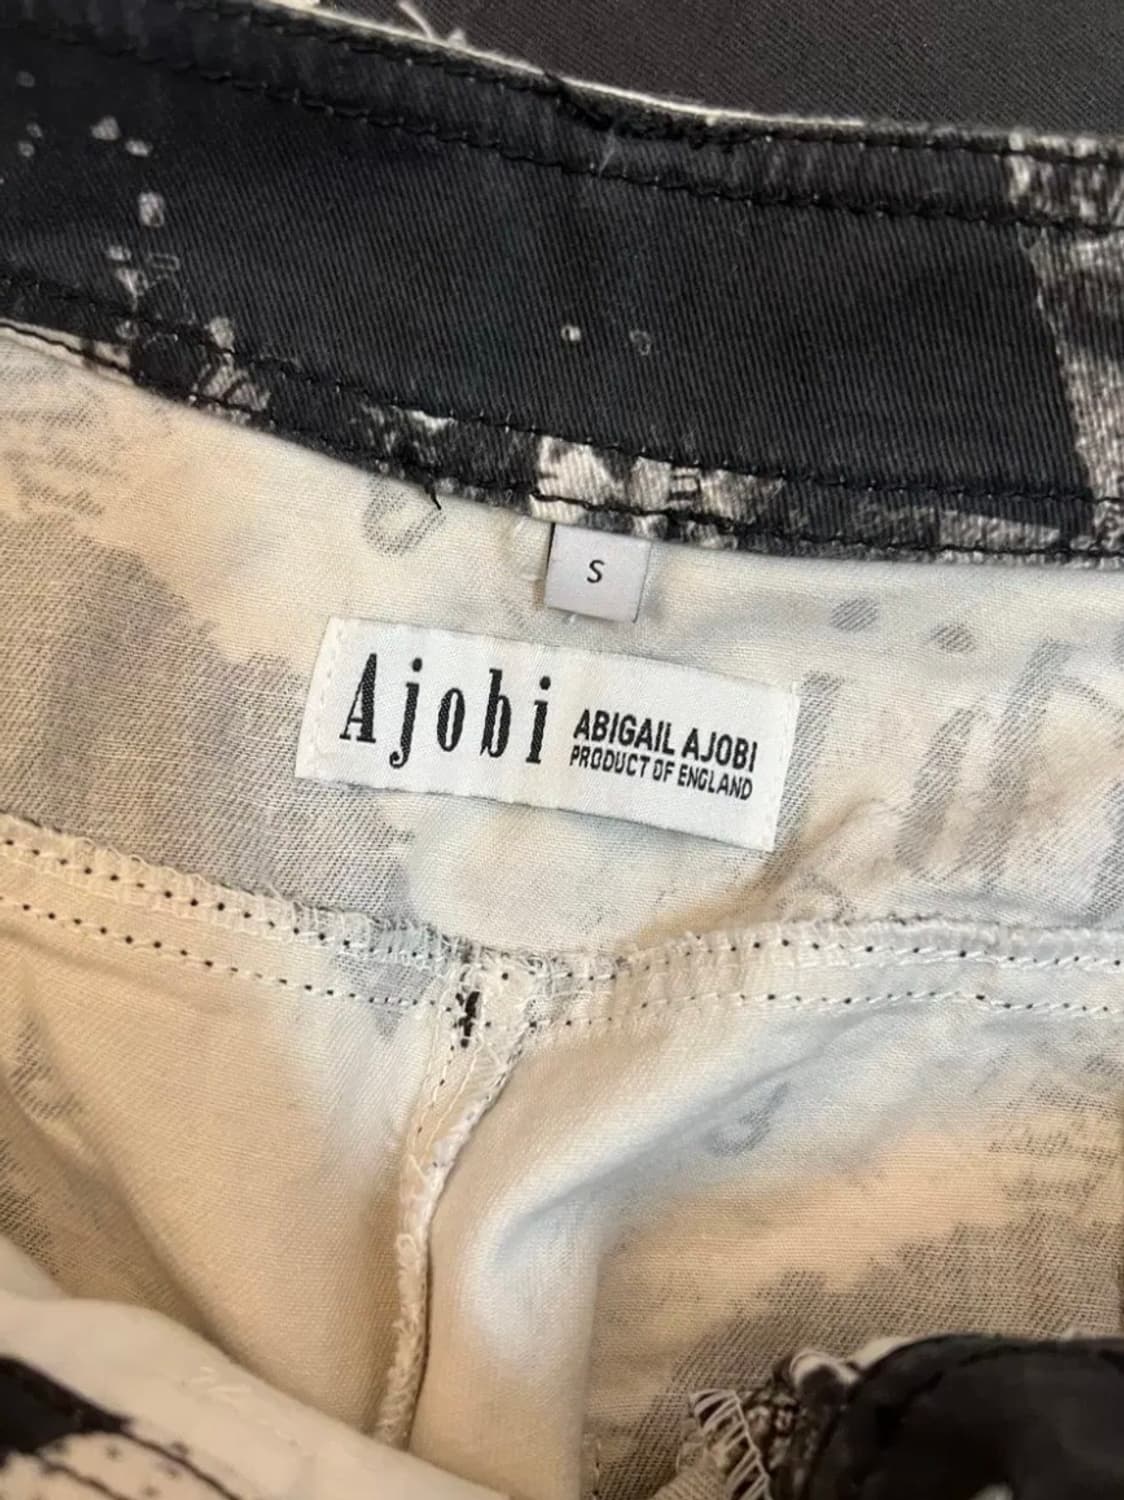 S
Ajobi
ABIGAIL AJOBI
PRODUCT OF ENGLAND